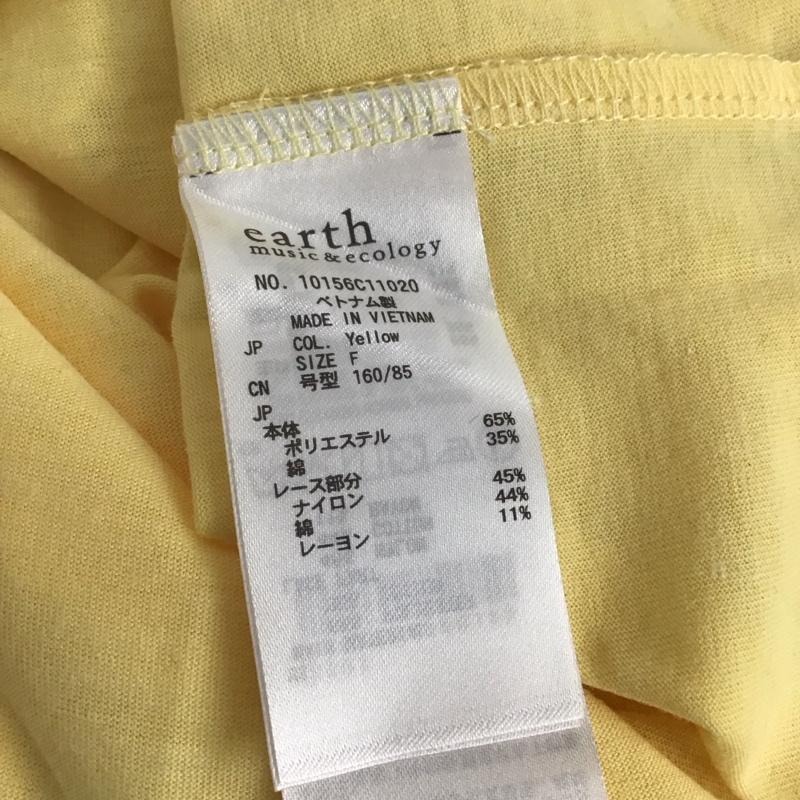 earth
music & ecology
NO. 10156C11020
ベトナム製
MADE IN VIETNAM
JP COL. Yellow
SIZE F
CN 号型 160/85
JP
本体
ポリエステル 65%
綿 35%
レース部分
ナイロン 45%
綿 44%
レーヨン 11%